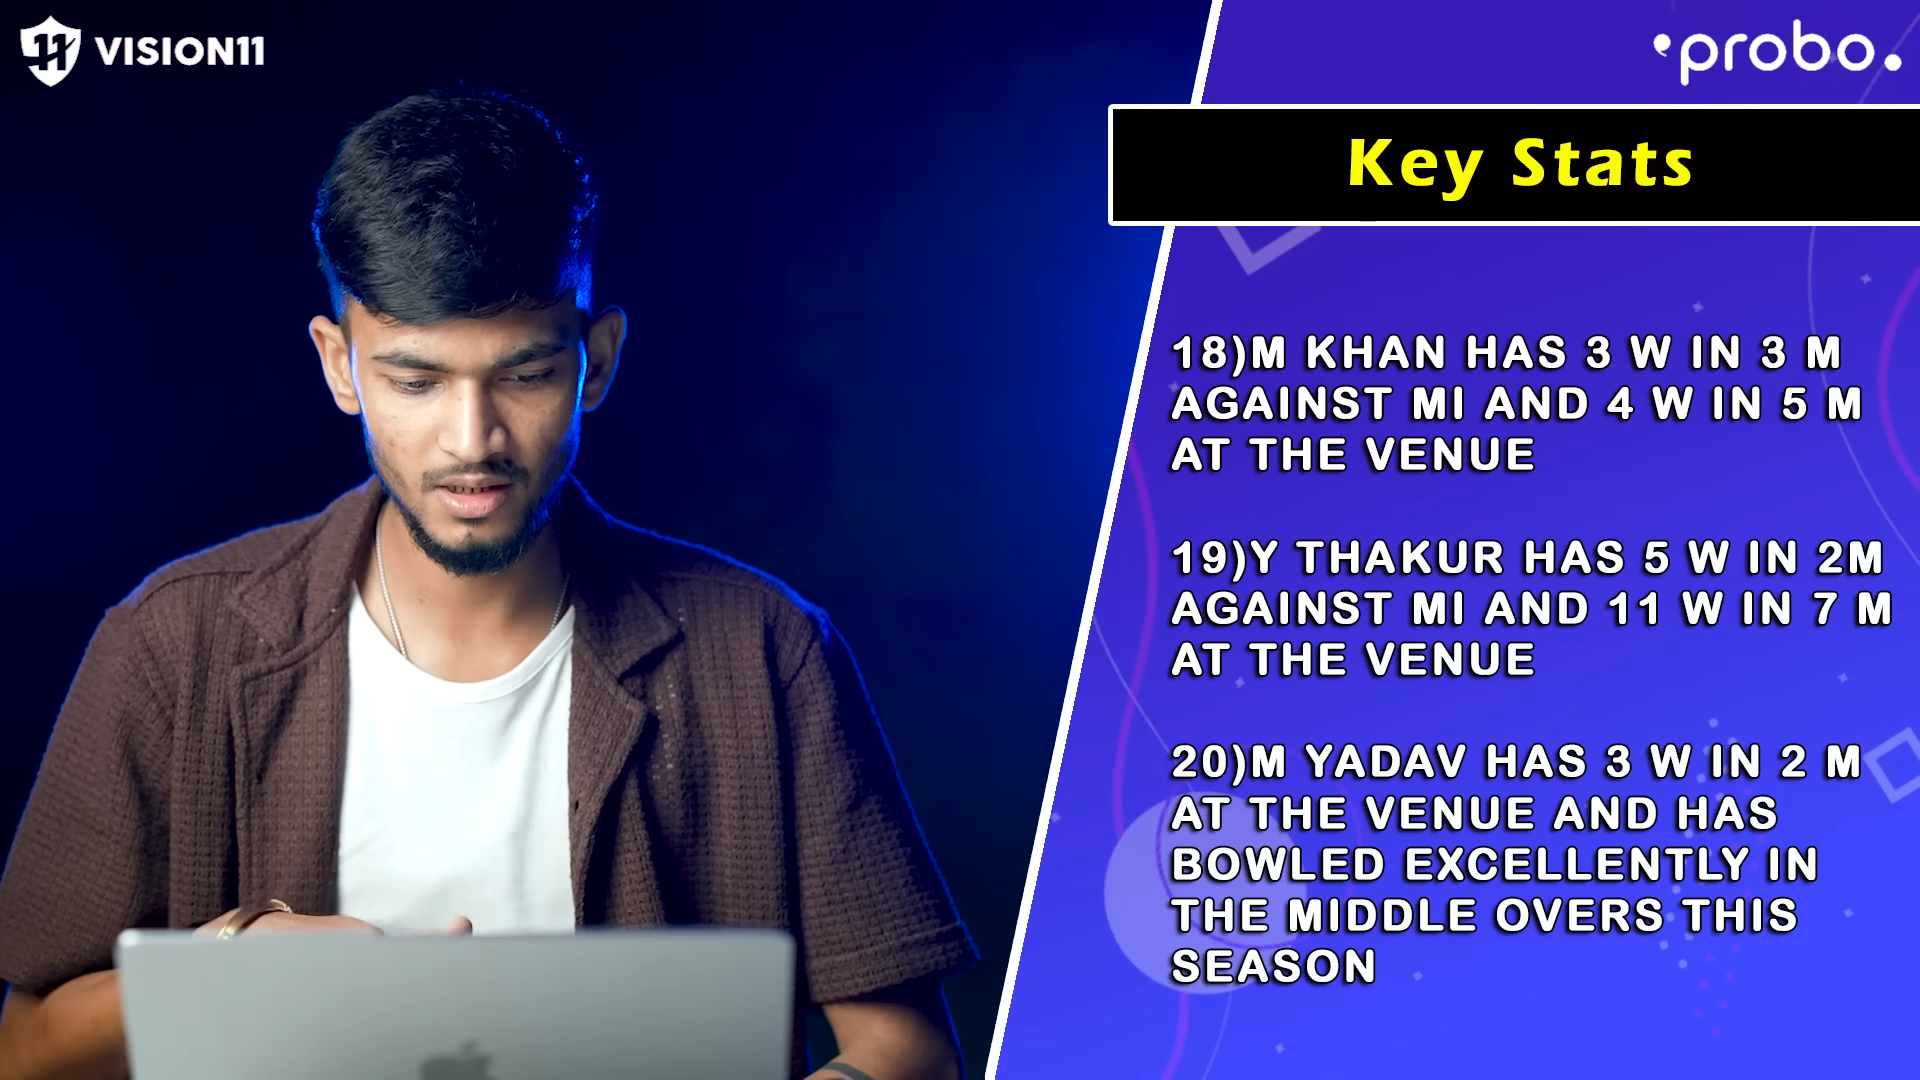 VISION11
probo.
Key Stats
18)M KHAN HAS 3 W IN 3 M
AGAINST MI AND 4 W IN 5 M
AT THE VENUE
19)Y THAKUR HAS 5 W IN 2M
AGAINST MI AND 11 W IN 7 M
AT THE VENUE
20)M YADAV HAS 3 W IN 2 M
AT THE VENUE AND HAS
BOWLED EXCELLENTLY IN
THE MIDDLE OVERS THIS
SEASON